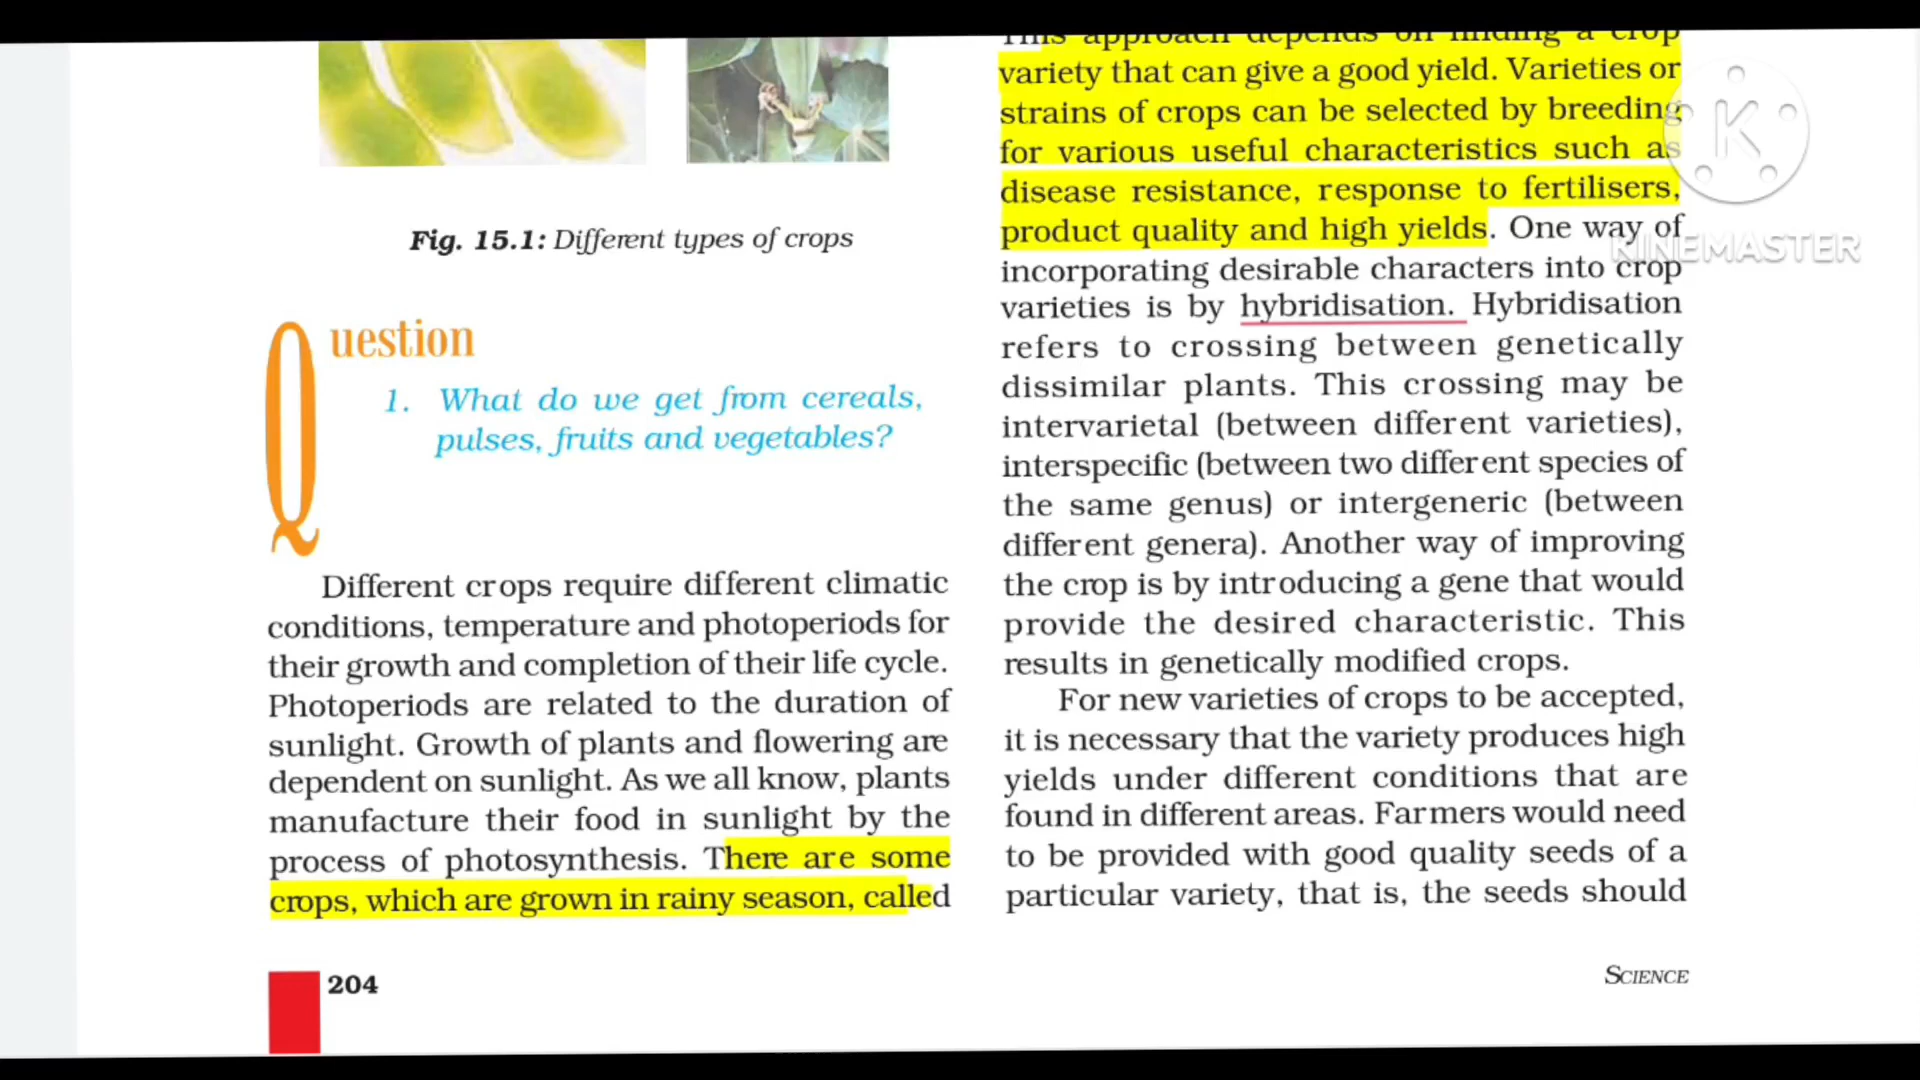 Fig. 15.1: Different types of crops
Question
1. What do we get from cereals,
pulses, fruits and vegetables?
Different crops require different climatic
conditions, temperature and photoperiods for
their growth and completion of their life cycle.
Photoperiods are related to the duration of
sunlight. Growth of plants and flowering are
dependent on sunlight. As we all know, plants
manufacture their food in sunlight by the
process of photosynthesis. There are some
crops, which are grown in rainy season, called
This approach depends on finding a crop
variety that can give a good yield. Varieties or
strains of crops can be selected by breeding
for various useful characteristics such as
disease resistance, response to fertilisers,
product quality and high yields. One way of
incorporating desirable characters into crop
varieties is by hybridisation. Hybridisation
refers to crossing between genetically
dissimilar plants. This crossing may be
intervarietal (between different varieties),
interspecific (between two different species of
the same genus) or intergeneric (between
different genera). Another way of improving
the crop is by introducing a gene that would
provide the desired characteristic. This
results in genetically modified crops.
For new varieties of crops to be accepted,
it is necessary that the variety produces high
yields under different conditions that are
found in different areas. Farmers would need
to be provided with good quality seeds of a
particular variety, that is, the seeds should
204
SCIENCE
K
KINEMASTER